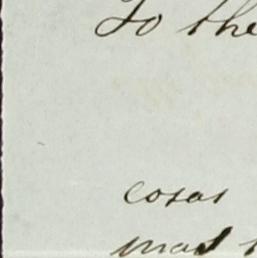 To the
cosas
mas